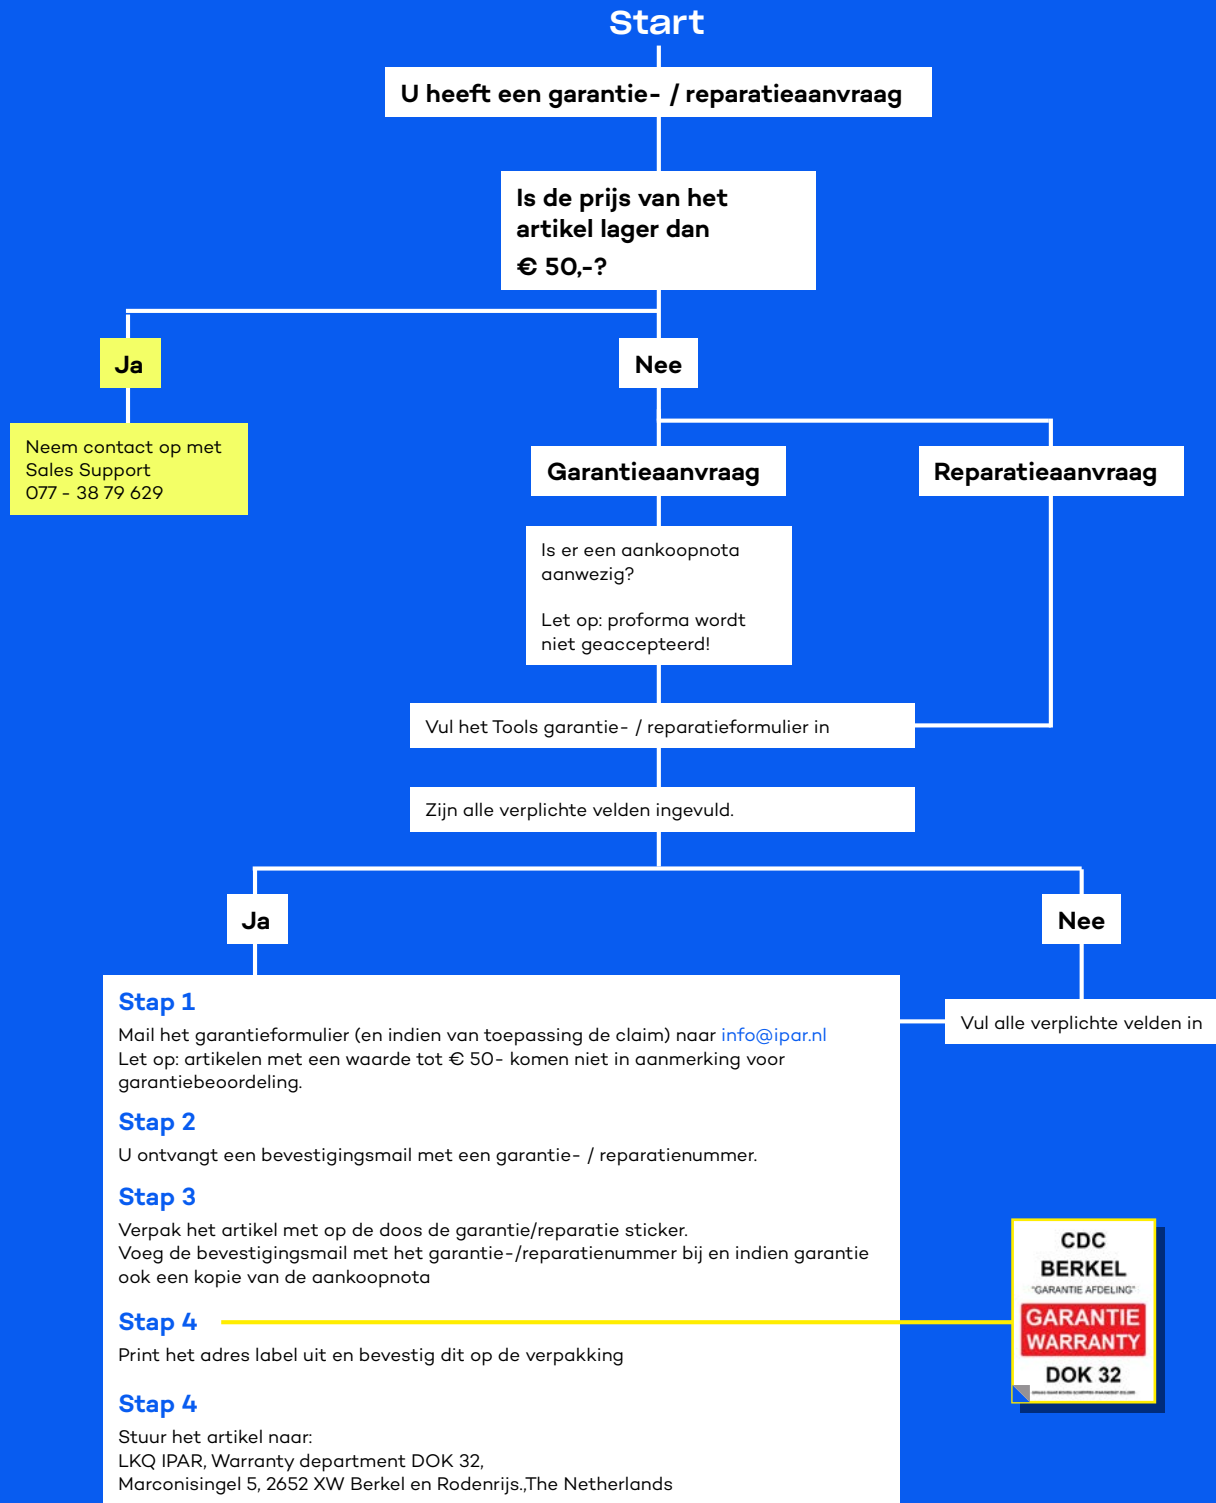 Start
U heeft een garantie- / reparatieaanvraag
Is de prijs van het
artikel lager dan
€ 50,-?
Ja
Nee
Neem contact op met
Sales Support
077 - 38 79 629
Garantieaanvraag
Reparatieaanvraag
Is er een aankoopnota
aanwezig?
Let op: proforma wordt
niet geaccepteerd!
Vul het Tools garantie- / reparatieformulier in
Zijn alle verplichte velden ingevuld.
Ja
Nee
Vul alle verplichte velden in
Stap 1
Mail het garantieformulier (en indien van toepassing de claim) naar info@ipar.nl
Let op: artikelen met een waarde tot € 50- komen niet in aanmerking voor
garantiebeoordeling.
Stap 2
U ontvangt een bevestigingsmail met een garantie- / reparatienummer.
Stap 3
Verpak het artikel met op de doos de garantie/reparatie sticker.
Voeg de bevestigingsmail met het garantie-/reparatienummer bij en indien garantie
ook een kopie van de aankoopnota
Stap 4
Print het adres label uit en bevestig dit op de verpakking
Stap 4
Stuur het artikel naar:
LKQ IPAR, Warranty department DOK 32,
Marconisingel 5, 2652 XW Berkel en Rodenrijs.,The Netherlands
CDC
BERKEL
"GARANTIE AFDELING"
GARANTIE
WARRANTY
DOK 32